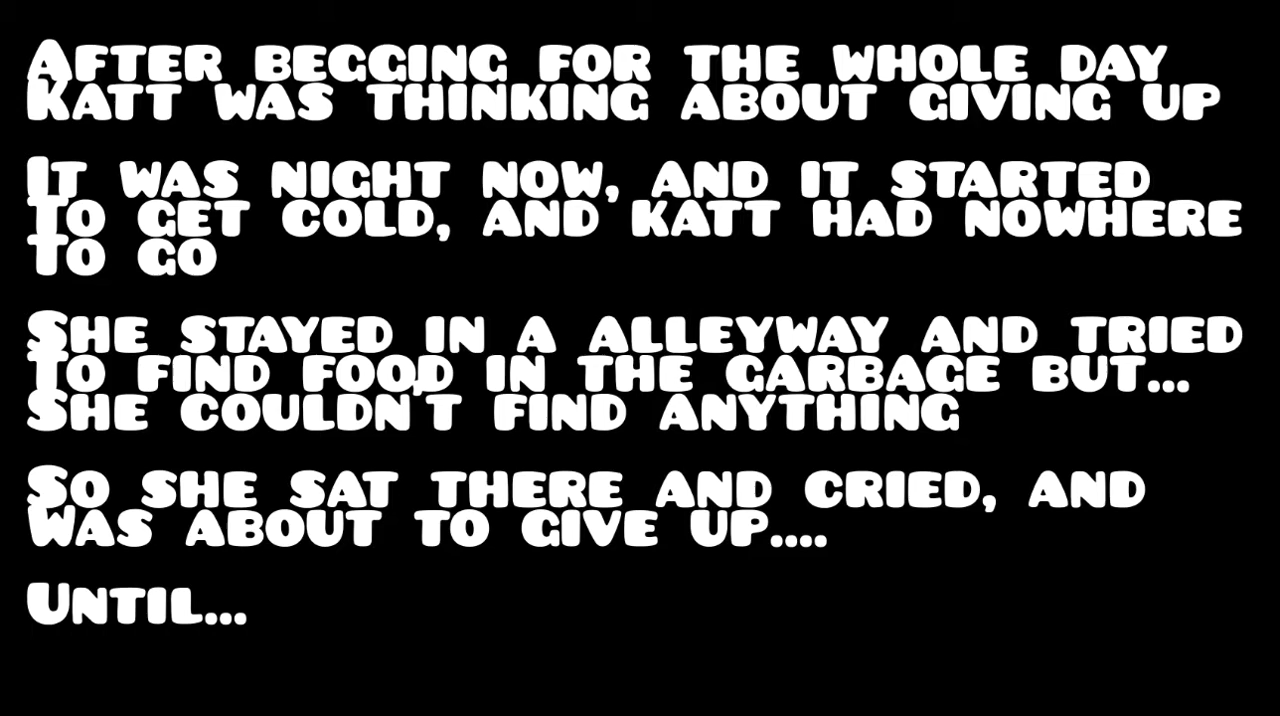 After begging for the whole day
Katt was thinking about giving up
It was night now, and it started
To get cold, and Katt had nowhere
To go
She stayed in a alleyway and tried
To find food in the garbage but...
She couldn't find anything
So she sat there and cried, and
Was about to give up....
Until...